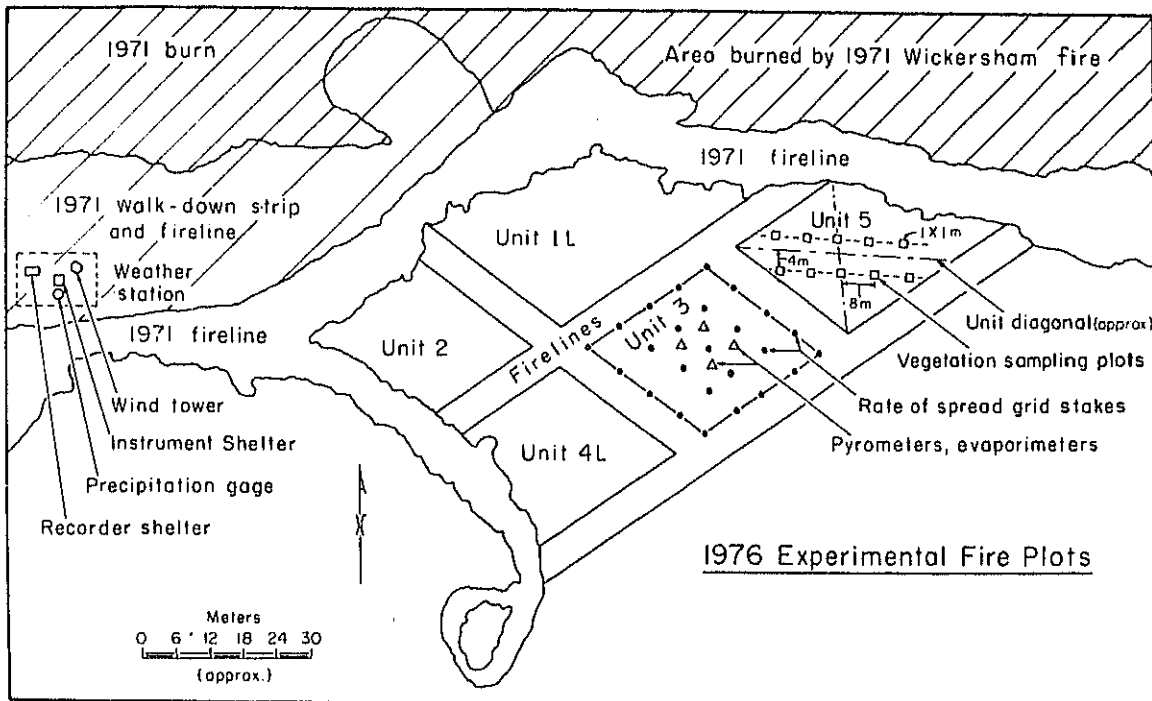 1971 burn
Area burned by 1971 Wickersham fire
1971 fireline
1971 Walk-down strip
and fireline
Unit 1L
Unit 5
1X1m
4m
8m
Weather
station
1971 fireline
Unit 2
Firelines
Unit 3
Unit diagonal(approx)
Vegetation sampling plots
Rate of spread grid stakes
Pyrometers, evaporimeters
Wind tower
Instrument Shelter
Precipitation gage
Recorder shelter
Unit 4L
1976 Experimental Fire Plots
Meters
0 6 12 18 24 30
(approx.)